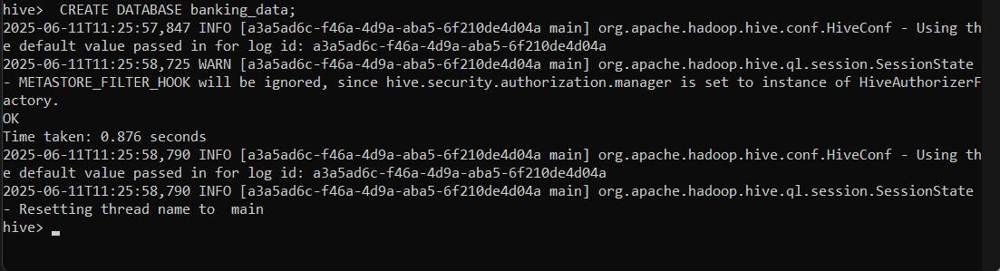 hive>  CREATE DATABASE banking_data;
2025-06-11T11:25:57,847 INFO [a3a5ad6c-f46a-4d9a-aba5-6f210de4d04a main] org.apache.hadoop.hive.conf.HiveConf - Using th
e default value passed in for log id: a3a5ad6c-f46a-4d9a-aba5-6f210de4d04a
2025-06-11T11:25:58,725 WARN [a3a5ad6c-f46a-4d9a-aba5-6f210de4d04a main] org.apache.hadoop.hive.ql.session.SessionState
- METASTORE_FILTER_HOOK will be ignored, since hive.security.authorization.manager is set to instance of HiveAuthorizerF
actory.
OK
Time taken: 0.876 seconds
2025-06-11T11:25:58,790 INFO [a3a5ad6c-f46a-4d9a-aba5-6f210de4d04a main] org.apache.hadoop.hive.conf.HiveConf - Using th
e default value passed in for log id: a3a5ad6c-f46a-4d9a-aba5-6f210de4d04a
2025-06-11T11:25:58,790 INFO [a3a5ad6c-f46a-4d9a-aba5-6f210de4d04a main] org.apache.hadoop.hive.ql.session.SessionState
- Resetting thread name to  main
hive>